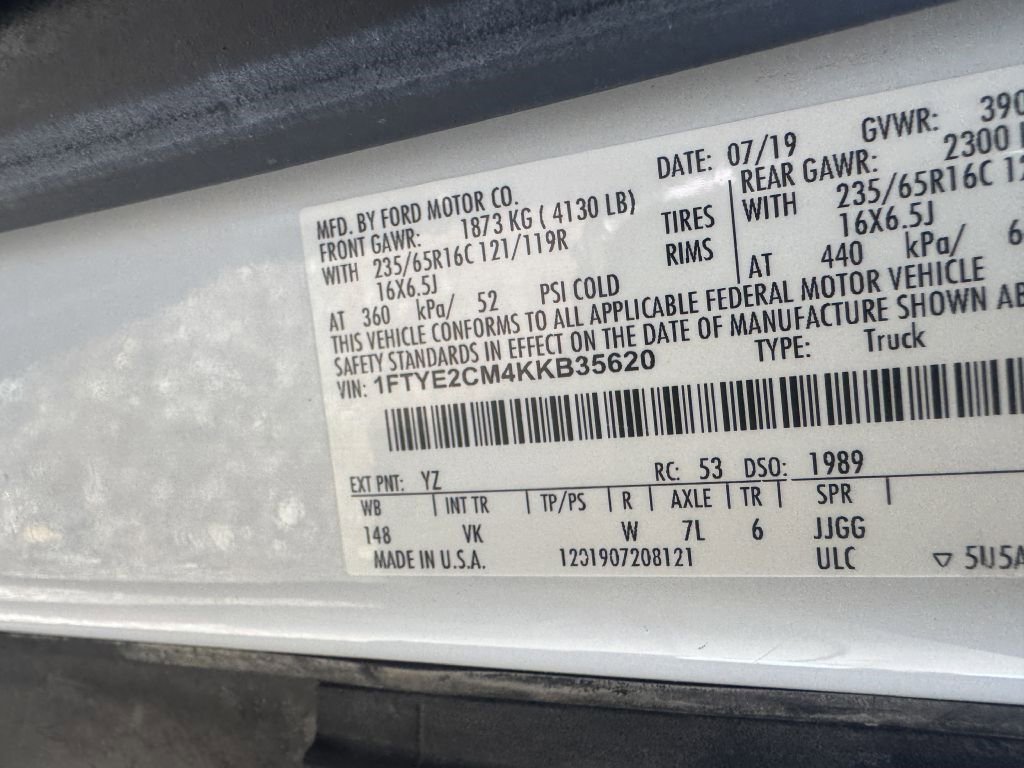 DATE: 07/19 GVWR: 390
MFD. BY FORD MOTOR CO.
FRONT GAWR: 1873 KG ( 4130 LB) REAR GAWR: 2300
WITH 235/65R16C 121/119R TIRES WITH 235/65R16C
16X6.5J RIMS 16X6.5J
AT 360 kPa/ 52 PSI COLD AT 440 kPa/ 6
THIS VEHICLE CONFORMS TO ALL APPLICABLE FEDERAL MOTOR VEHICLE
SAFETY STANDARDS IN EFFECT ON THE DATE OF MANUFACTURE SHOWN AB
VIN: 1FTYE2CM4KKB35620 TYPE: Truck
EXT PNT: YZ RC: 53 DSO: 1989
WB | INT TR | TP/PS | R | AXLE | TR | SPR |
148 VK W 7L 6 JJGG
MADE IN U.S.A. 1231907208121 ULC ▽ 5U5A